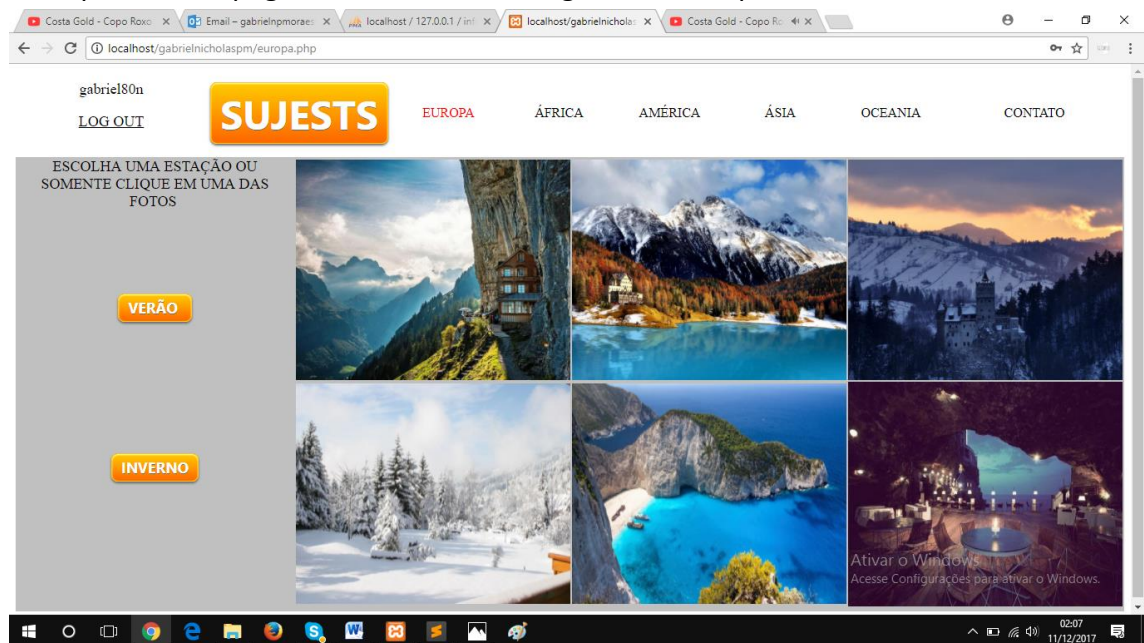 Costa Gold - Copo Roxo
Email – gabrielnpmoraes
localhost / 127.0.0.1 / inf
localhost/gabrielnicholas
Costa Gold - Copo Ro
localhost/gabrielnicholaspm/europa.php
gabriel80n
LOG OUT
SUJESTS
EUROPA
ÁFRICA
AMÉRICA
ÁSIA
OCEANIA
CONTATO
ESCOLHA UMA ESTAÇÃO OU
SOMENTE CLIQUE EM UMA DAS
FOTOS
VERÃO
INVERNO
Ativar o Windows
Acesse Configurações para ativar o Windows.
02:07
11/12/2017